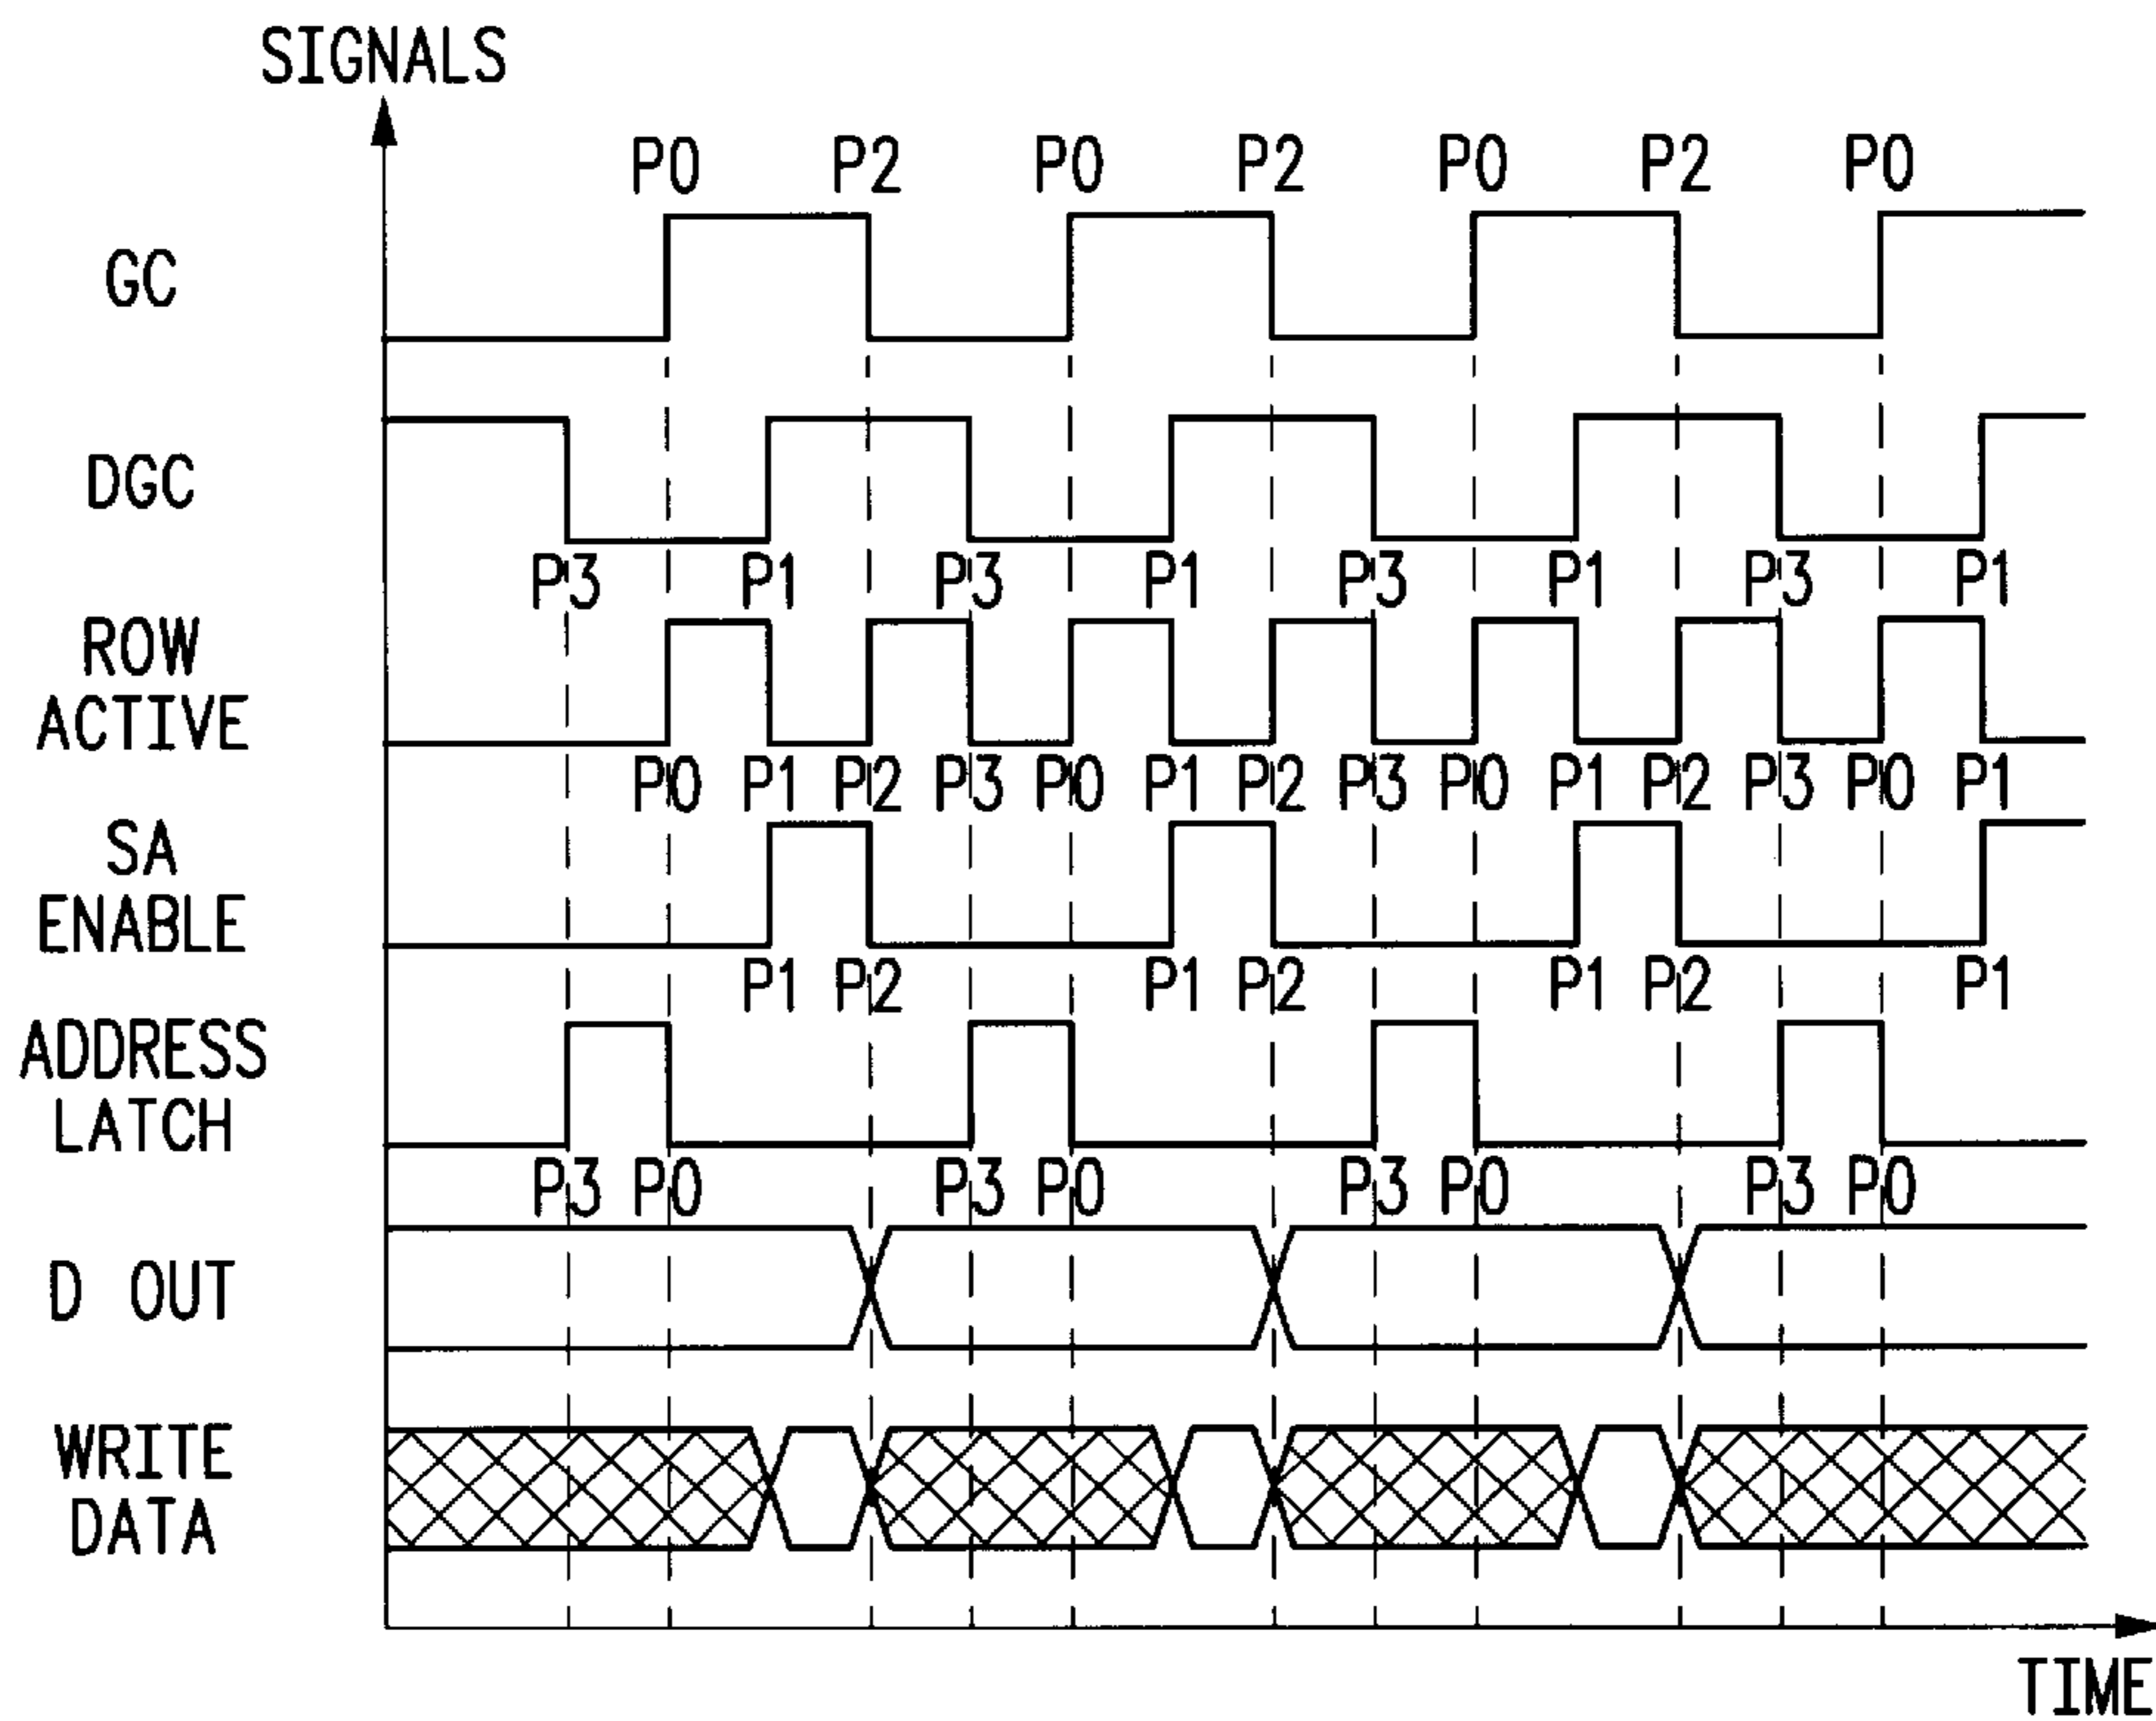 SIGNALS
P0 P2 P0 P2 P0 P2 P0
GC
DGC
P3 P1 P3 P1 P3 P1 P3 P1
ROW
ACTIVE
P0 P1 P2 P3 P0 P1 P2 P3 P0 P1 P2 P3 P0 P1
SA
ENABLE
P1 P2 P1 P2 P1 P2 P1
ADDRESS
LATCH
P3 P0 P3 P0 P3 P0 P3 P0
D OUT
WRITE
DATA
TIME